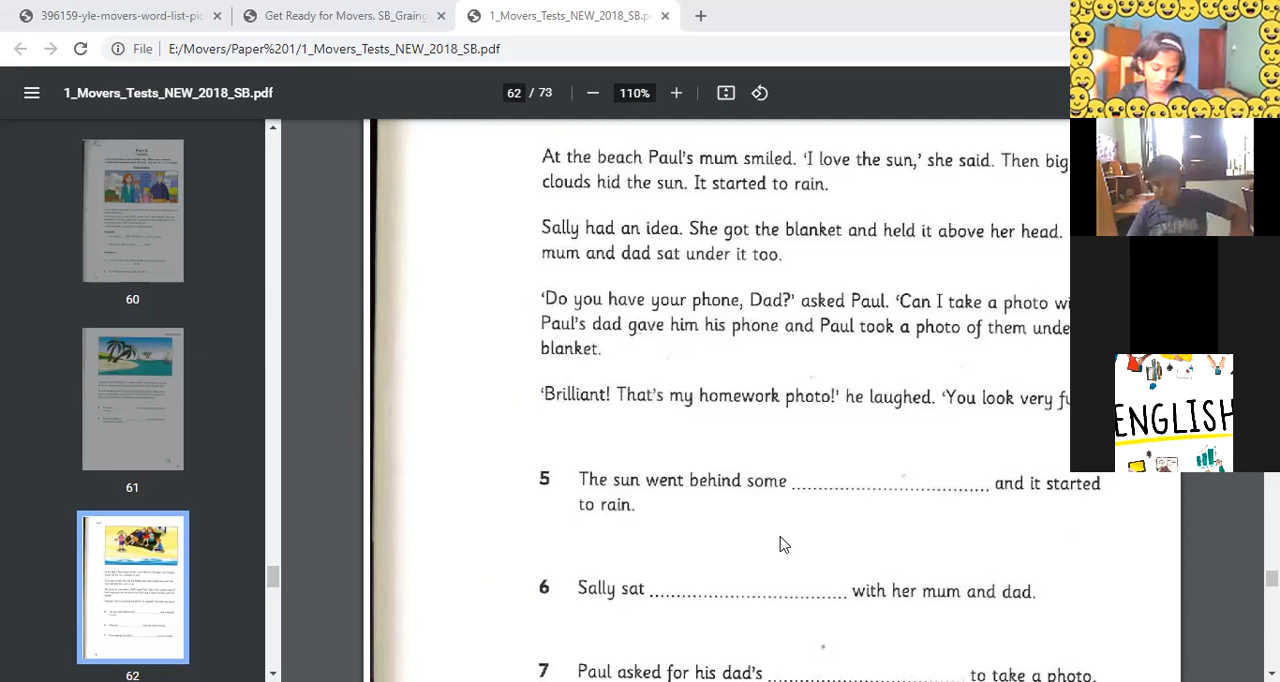 396159-yle-movers-word-list-pic
Get Ready for Movers. SB_Graing
1_Movers_Tests_NEW_2018_SB.p
File
E:/Movers/Paper%201/1_Movers_Tests_NEW_2018_SB.pdf
1_Movers_Tests_NEW_2018_SB.pdf
62 / 73
110%
60
61
62
At the beach Paul's mum smiled. 'I love the sun,' she said. Then big
clouds hid the sun. It started to rain.
Sally had an idea. She got the blanket and held it above her head.
mum and dad sat under it too.
'Do you have your phone, Dad?' asked Paul. 'Can I take a photo wi
Paul's dad gave him his phone and Paul took a photo of them unde
blanket.
'Brilliant! That's my homework photo!' he laughed. 'You look very fu
5 The sun went behind some ........................................ and it started
to rain.
6 Sally sat ........................................ with her mum and dad.
7 Paul asked for his dad's ........................................ to take a photo.
ENGLISH